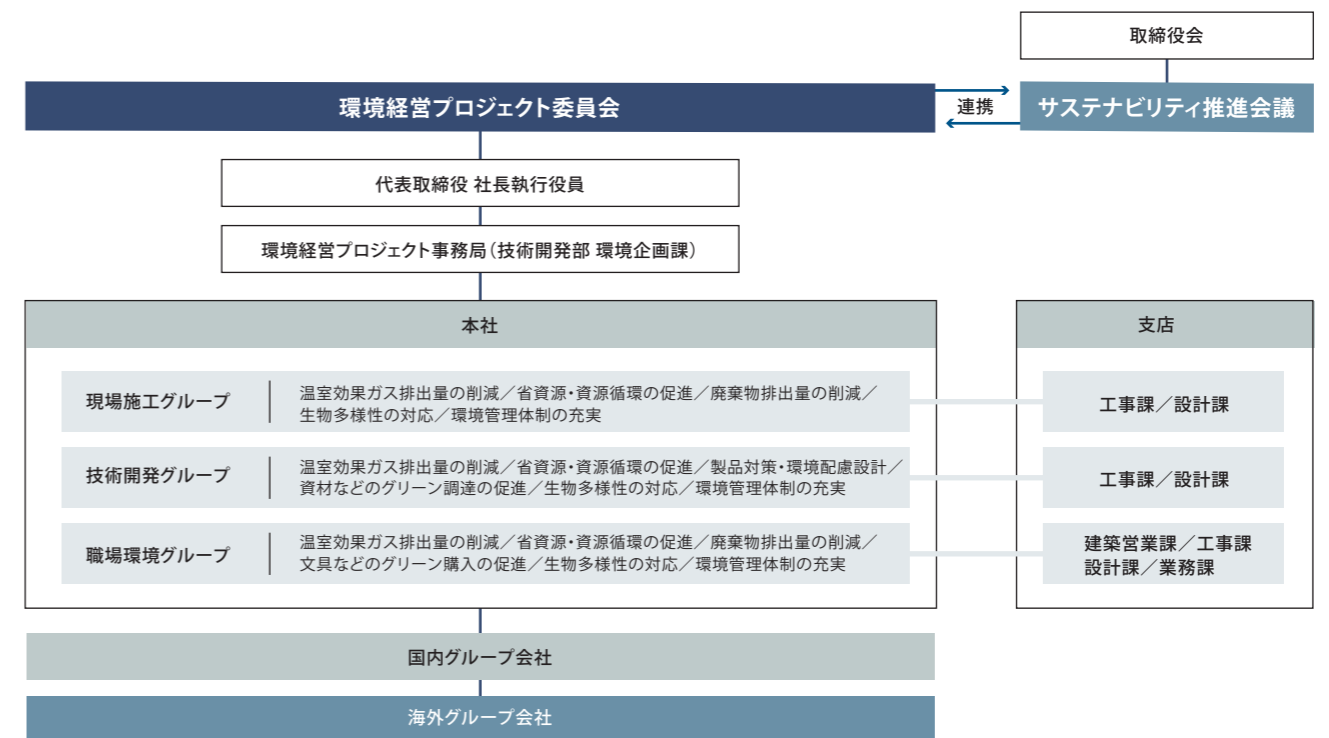 取締役会
環境経営プロジェクト委員会
連携
サステナビリティ推進会議
代表取締役 社長執行役員
環境経営プロジェクト事務局（技術開発部 環境企画課）
本社
支店
現場施工グループ
温室効果ガス排出量の削減／省資源・資源循環の促進／廃棄物排出量の削減／
生物多様性の対応／環境管理体制の充実
工事課／設計課
技術開発グループ
温室効果ガス排出量の削減／省資源・資源循環の促進／製品対策・環境配慮設計／
資材などのグリーン調達の促進／生物多様性の対応／環境管理体制の充実
工事課／設計課
職場環境グループ
温室効果ガス排出量の削減／省資源・資源循環の促進／廃棄物排出量の削減／
文具などのグリーン購入の促進／生物多様性の対応／環境管理体制の充実
建築営業課／工事課
設計課／業務課
国内グループ会社
海外グループ会社